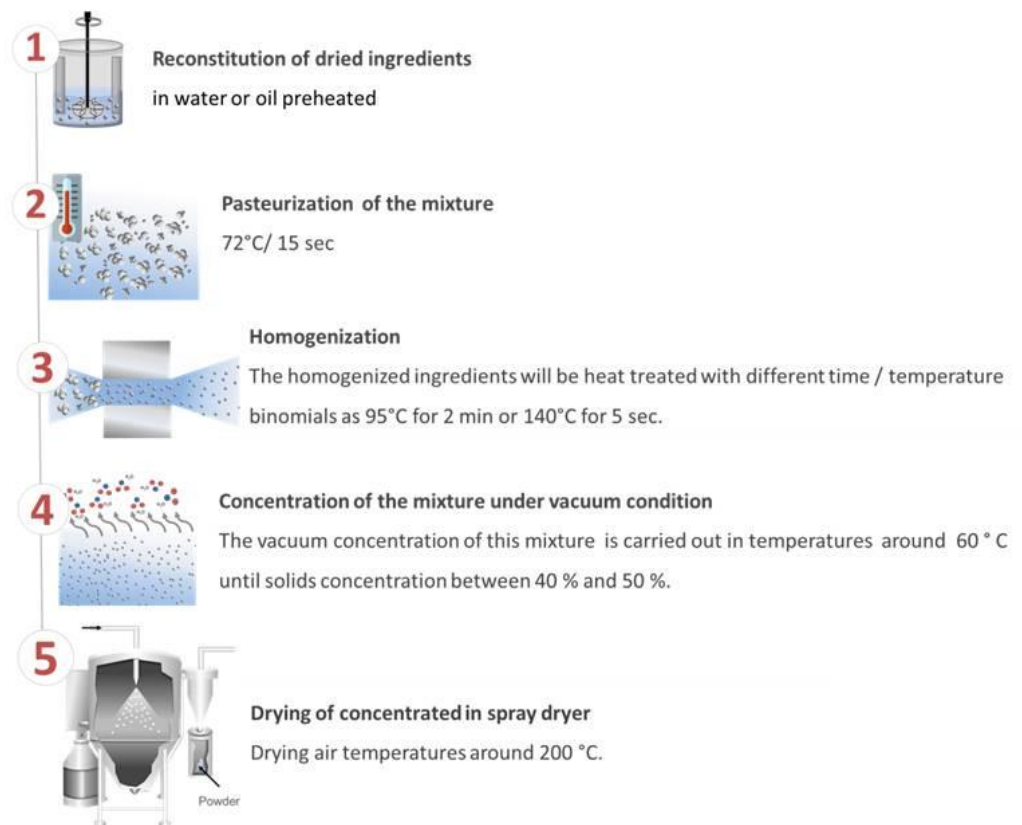 1
Reconstitution of dried ingredients
in water or oil preheated
2
Pasteurization of the mixture
72°C/ 15 sec
3
Homogenization
The homogenized ingredients will be heat treated with different time / temperature
binomials as 95°C for 2 min or 140°C for 5 sec.
4
Concentration of the mixture under vacuum condition
The vacuum concentration of this mixture is carried out in temperatures around 60 ° C
until solids concentration between 40 % and 50 %.
5
Drying of concentrated in spray dryer
Drying air temperatures around 200 °C.
Powder